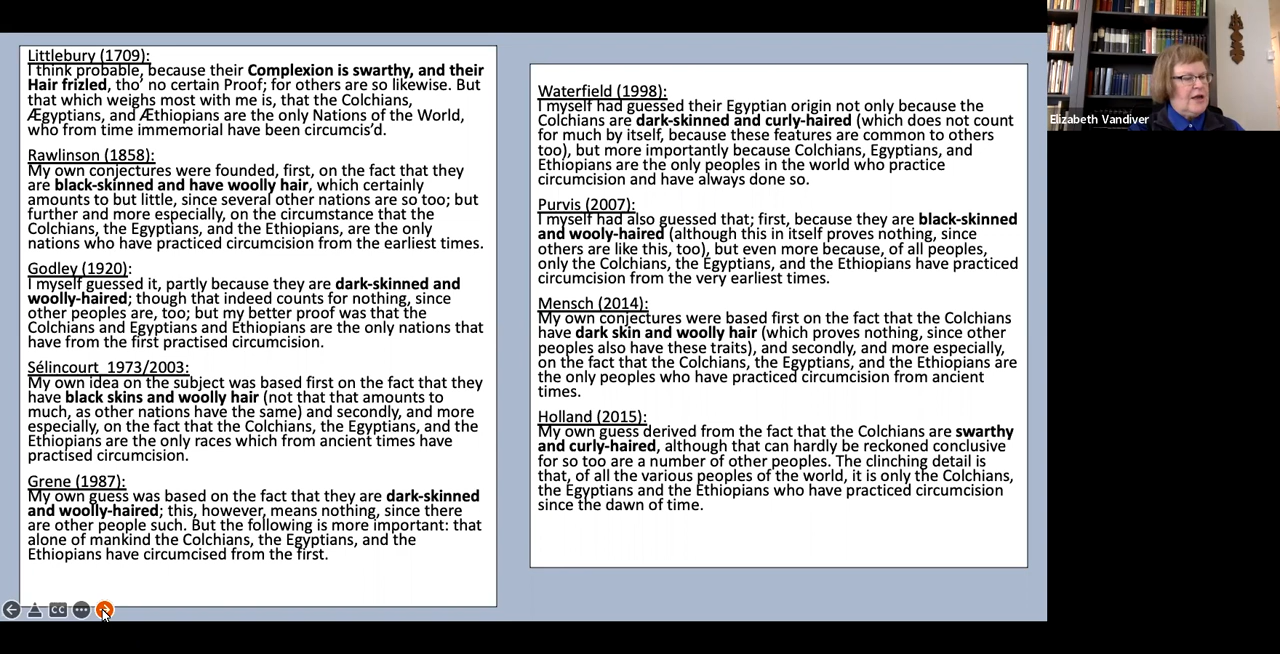 Littlebury (1709):
I think probable, because their Complexion is swarthy, and their
Hair frizled, tho' no certain Proof; for others are so likewise. But
that which weighs most with me is, that the Colchians,
Ægyptians, and Æthiopians are the only Nations of the World,
who from time immemorial have been circumcis'd.
Rawlinson (1858):
My own conjectures were founded, first, on the fact that they
are black-skinned and have woolly hair, which certainly
amounts to but little, since several other nations are so too; but
further and more especially, on the circumstance that the
Colchians, the Egyptians, and the Ethiopians, are the only
nations who have practiced circumcision from the earliest times.
Godley (1920):
I myself guessed it, partly because they are dark-skinned and
woolly-haired; though that indeed counts for nothing, since
other peoples are, too; but my better proof was that the
Colchians and Egyptians and Ethiopians are the only nations that
have from the first practised circumcision.
Sélincourt 1973/2003:
My own idea on the subject was based first on the fact that they
have black skins and woolly hair (not that that amounts to
much, as other nations have the same) and secondly, and more
especially, on the fact that the Colchians, the Egyptians, and the
Ethiopians are the only races which from ancient times have
practised circumcision.
Grene (1987):
My own guess was based on the fact that they are dark-skinned
and woolly-haired; this, however, means nothing, since there
are other people such. But the following is more important: that
alone of mankind the Colchians, the Egyptians, and the
Ethiopians have circumcised from the first.
CC
Waterfield (1998):
I myself had guessed their Egyptian origin not only because the
Colchians are dark-skinned and curly-haired (which does not count
for much by itself, because these features are common to others
too), but more importantly because Colchians, Egyptians, and
Ethiopians are the only peoples in the world who practice
circumcision and have always done so.
Purvis (2007):
I myself had also guessed that; first, because they are black-skinned
and wooly-haired (although this in itself proves nothing, since
others are like this, too), but even more because, of all peoples,
only the Colchians, the Egyptians, and the Ethiopians have practiced
circumcision from the very earliest times.
Mensch (2014):
My own conjectures were based first on the fact that the Colchians
have dark skin and woolly hair (which proves nothing, since other
peoples also have these traits), and secondly, and more especially,
on the fact that the Colchians, the Egyptians, and the Ethiopians are
the only peoples who have practiced circumcision from ancient
times.
Holland (2015):
My own guess derived from the fact that the Colchians are swarthy
and curly-haired, although that can hardly be reckoned conclusive
for so too are a number of other peoples. The clinching detail is
that, of all the various peoples of the world, it is only the Colchians,
the Egyptians and the Ethiopians who have practiced circumcision
since the dawn of time.
Elizabeth Vandiver